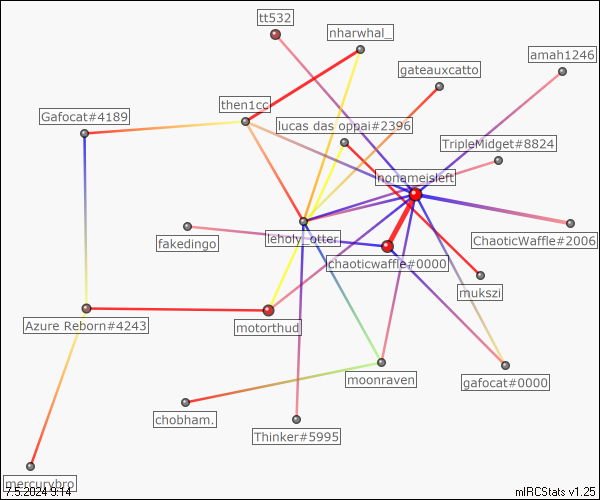 tt532
nharwhal_
amah1246
gateauxcatto
then1cc
Gafocat#4189
lucas das oppai#2396
TripleMidget#8824
nonameisleft
leholy_otter
fakedingo
ChaoticWaffle#2006
chaoticwaffle#0000
mukszi
Azure Reborn#4243
motorthud
moonraven
gafocat#0000
chobham.
Thinker#5995
mercurybro
7.5.2024 9:14
mIRCStats v1.25